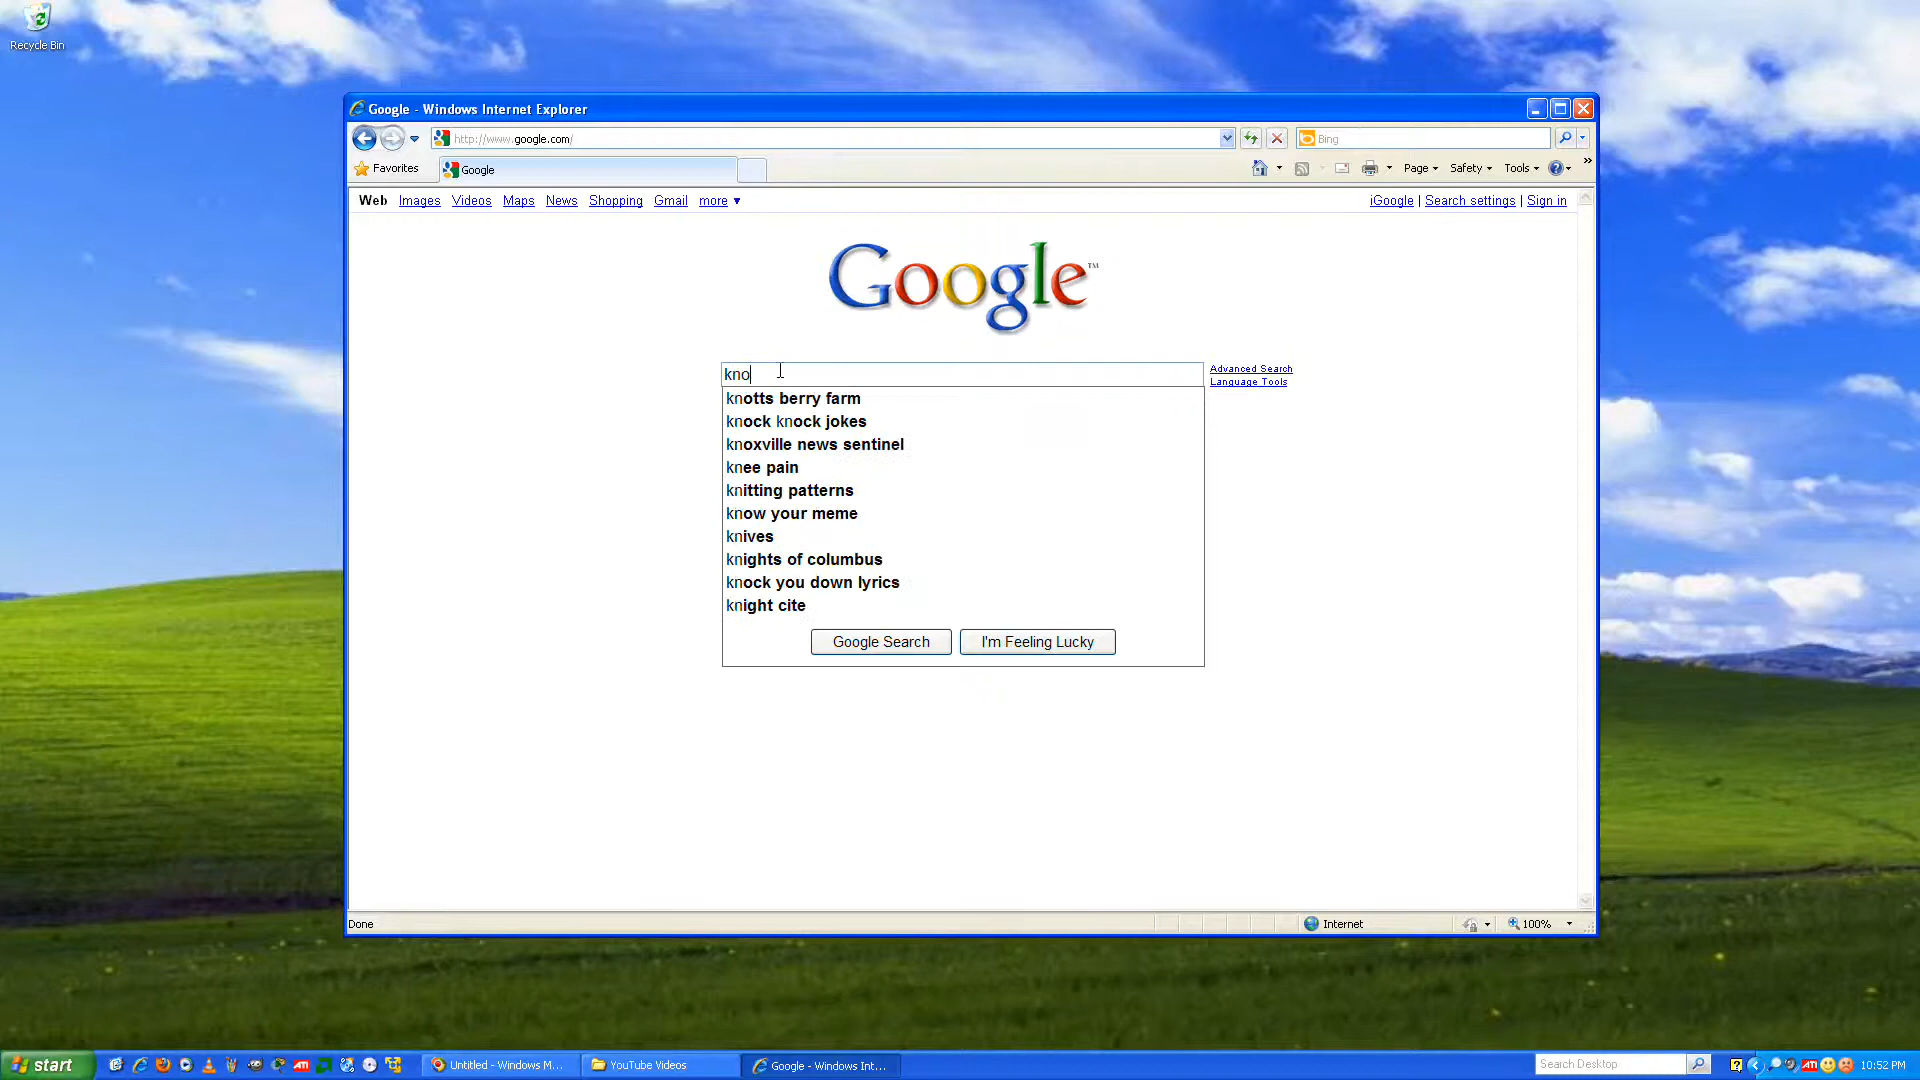 Recycle Bin
Google - Windows Internet Explorer
http://www.google.com/
Bing
Favorites
Google
Page
Safety
Tools
Web Images Videos Maps News Shopping Gmail more ▼
iGoogle | Search settings | Sign in
Google™
kno
Advanced Search
Language Tools
knotts berry farm
knock knock jokes
knoxville news sentinel
knee pain
knitting patterns
know your meme
knives
knights of columbus
knock you down lyrics
knight cite
Google Search
I'm Feeling Lucky
Done
Internet
100%
start
ATI
Untitled - Windows M...
YouTube Videos
Google - Windows Int...
Search Desktop
ATI
10:52 PM